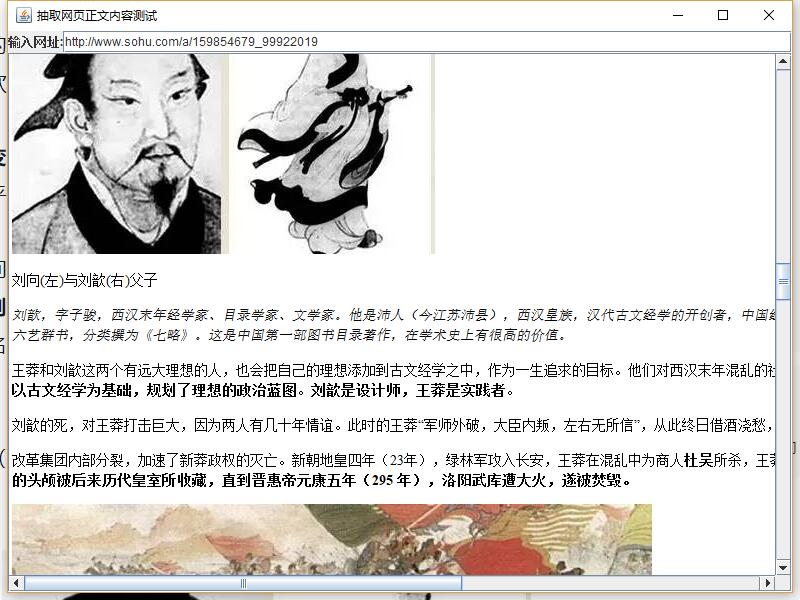 抽取网页正文内容测试
输入网址:http://www.sohu.com/a/159854679_99922019
刘向(左)与刘歆(右)父子
刘歆，字子骏，西汉末年经学家、目录学家、文学家。他是沛人（今江苏沛县），西汉皇族，汉代古文经学的开创者，中国
六艺群书，分类撰为《七略》。这是中国第一部图书目录著作，在学术史上有很高的价值。
王莽和刘歆这两个有远大理想的人，也会把自己的理想添加到古文经学之中，作为一生追求的目标。他们对西汉末年混乱的
以古文经学为基础，规划了理想的政治蓝图。刘歆是设计师，王莽是实践者。
刘歆的死，对王莽打击巨大，因为两人有几十年情谊。此时的王莽“军师外破，大臣内叛，左右无所信”，从此终日借酒浇愁，
改革集团内部分裂，加速了新莽政权的灭亡。新朝地皇四年（23年），绿林军攻入长安，王莽在混乱中为商人杜吴所杀，王莽
的头颅被后来历代皇室所收藏，直到晋惠帝元康五年（295 年），洛阳武库遭大火，遂被焚毁。